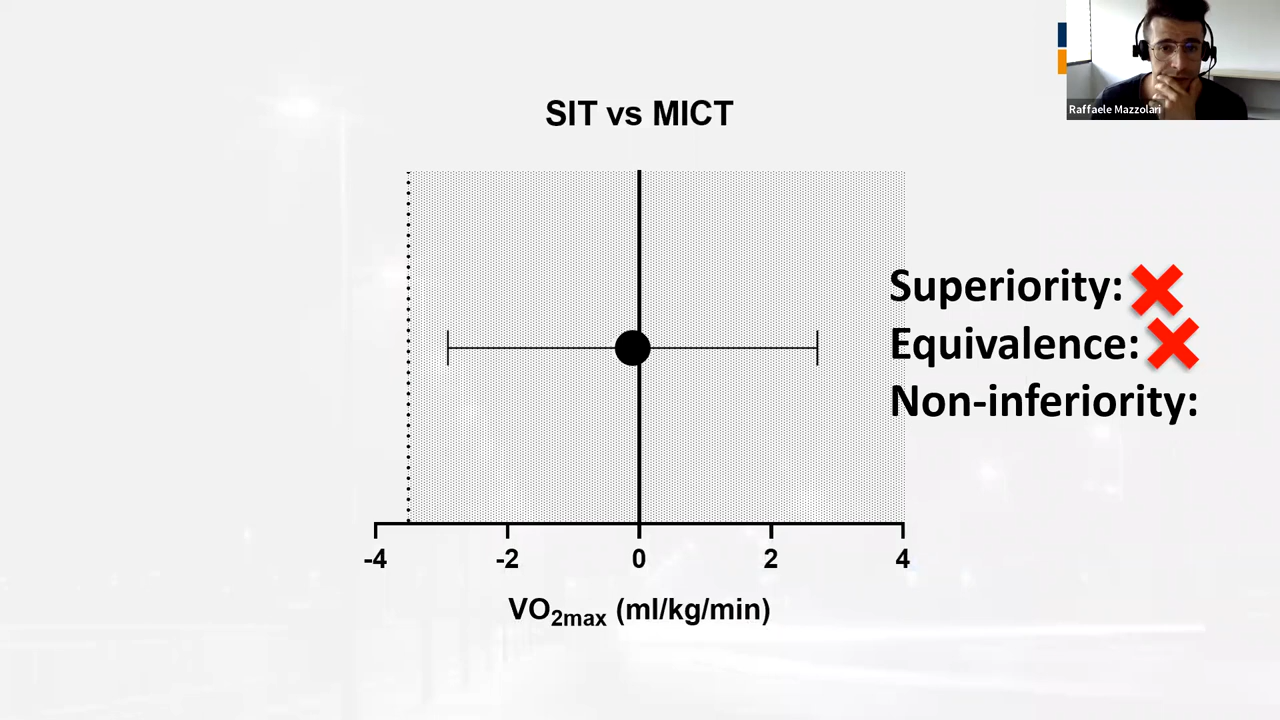 Raffaele Mazzolari
SIT vs MICT
Superiority: ❌
Equivalence: ❌
Non-inferiority:
-4 -2 0 2 4
VO2max (ml/kg/min)